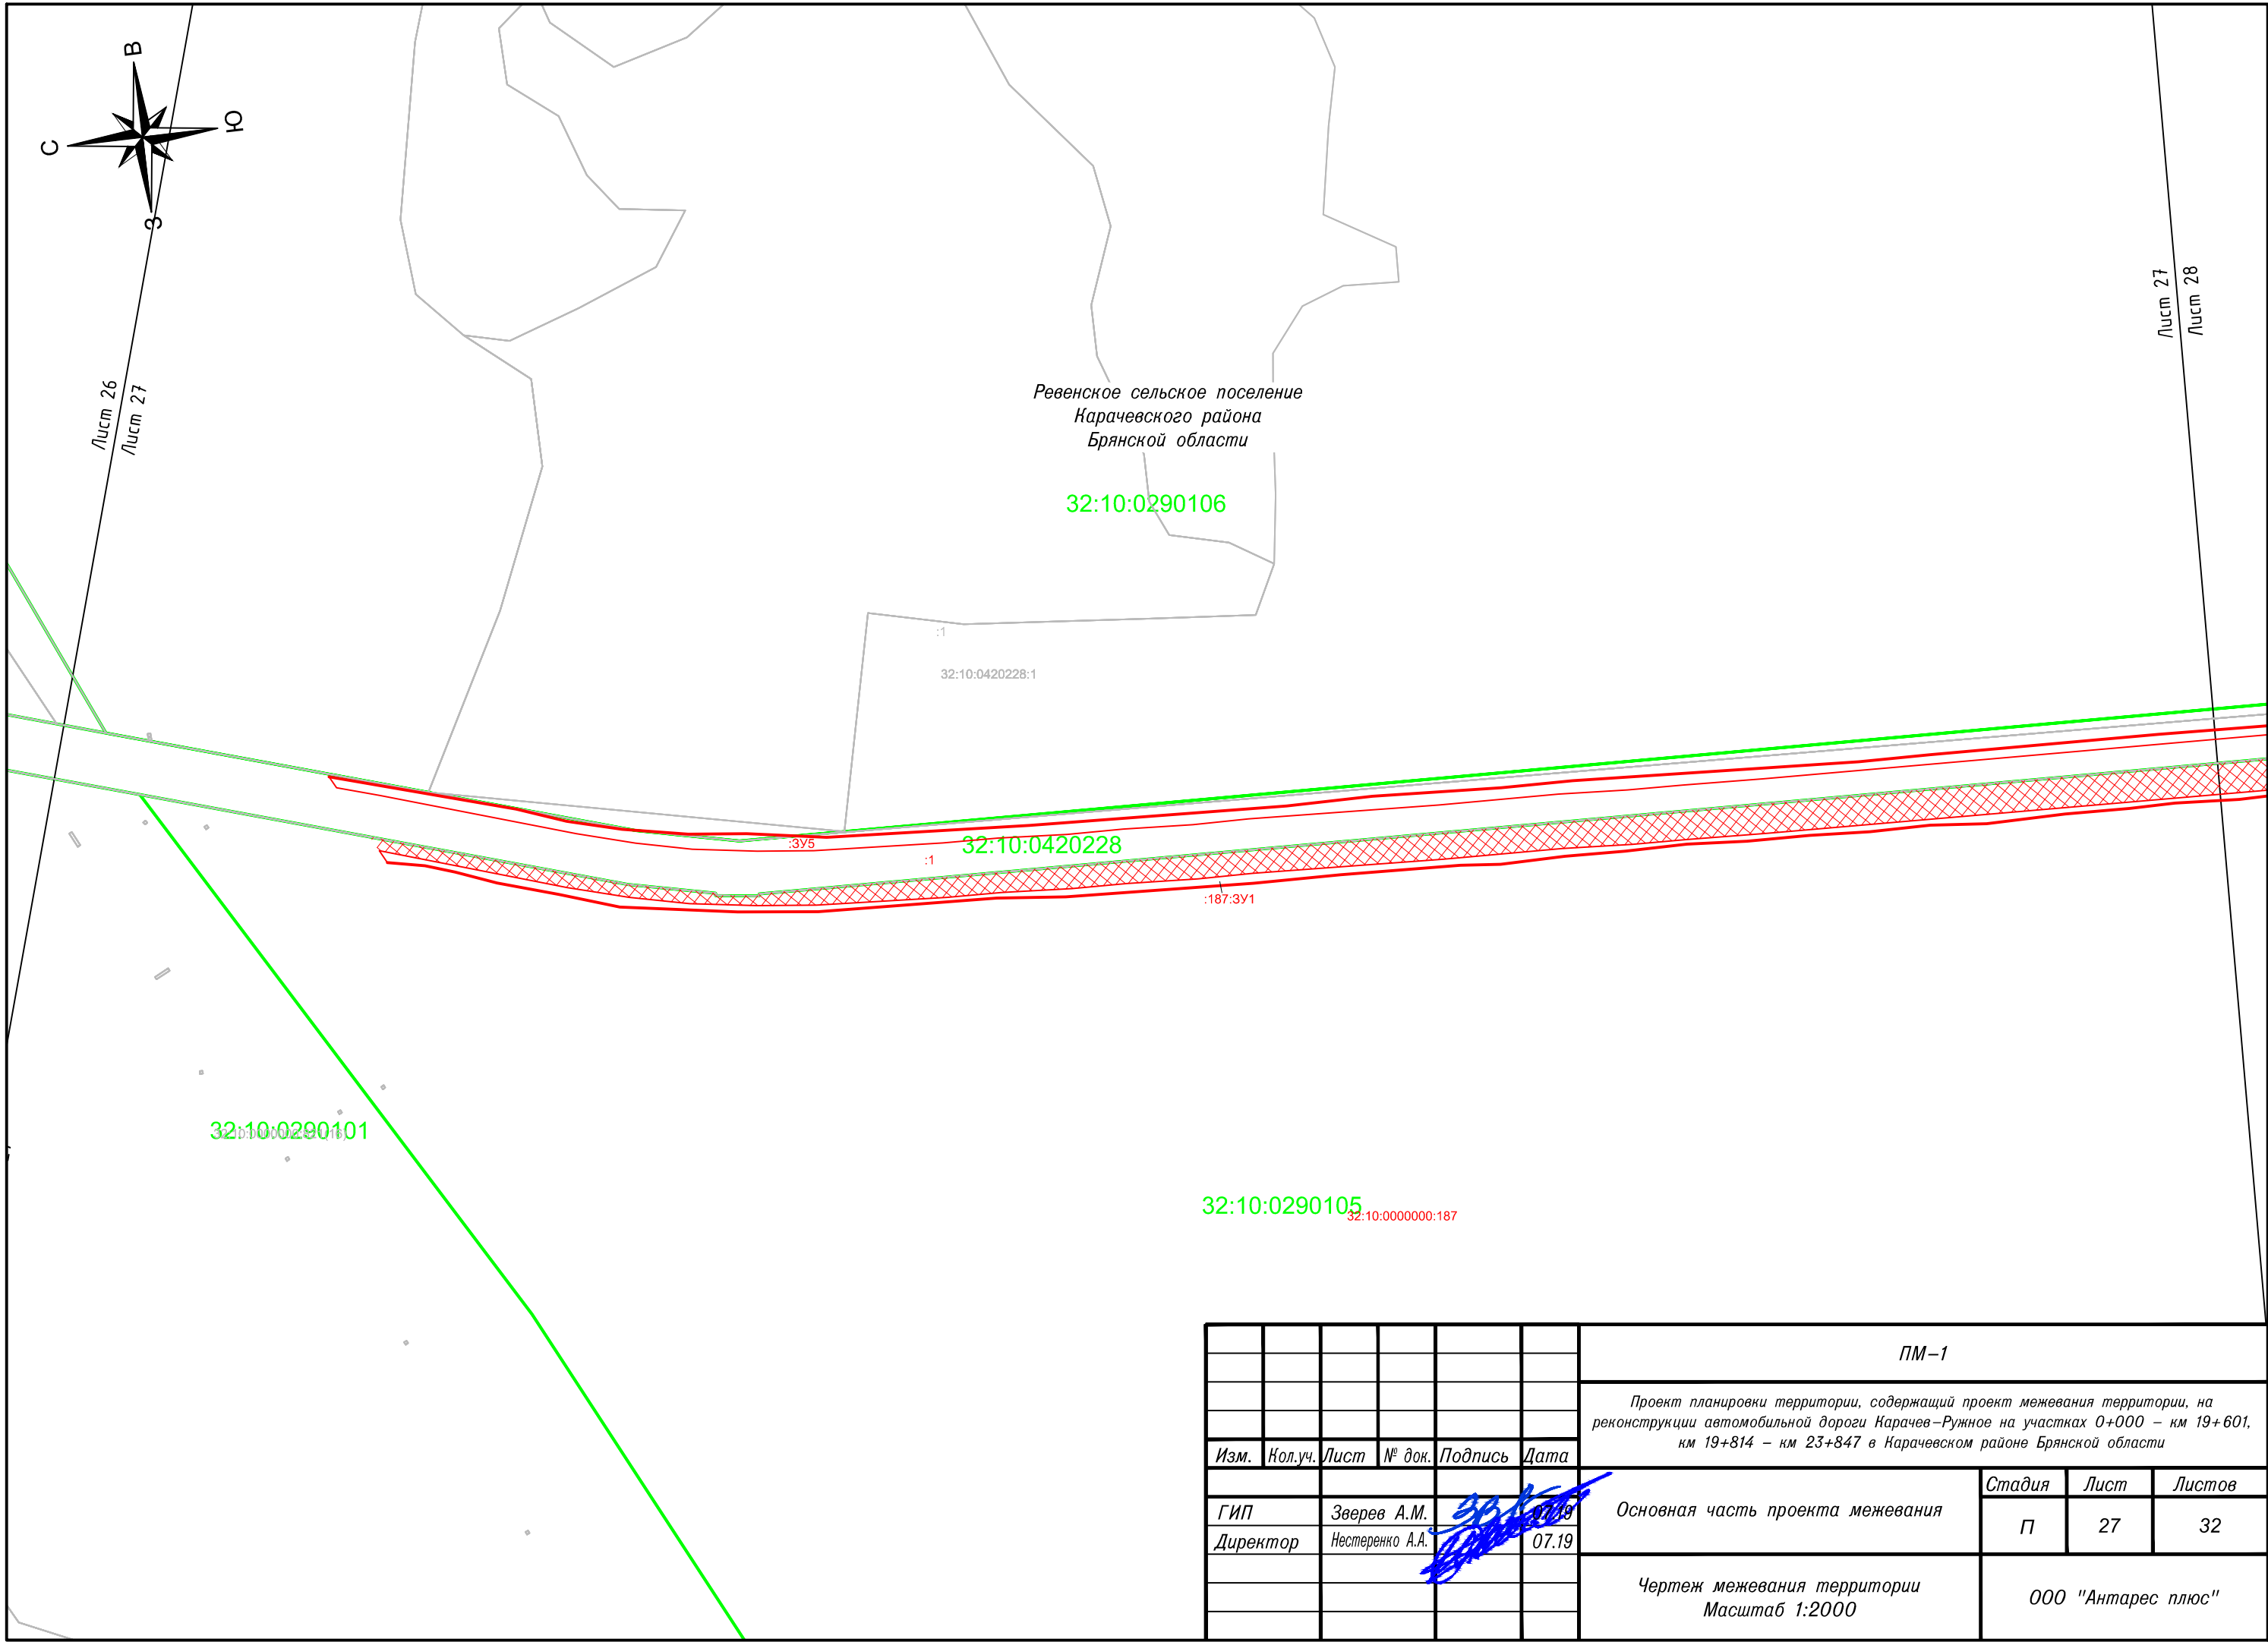 В
С
Ю
З
Лист 26
Лист 27
Лист 27
Лист 28
Ревенское сельское поселение
Карачевского района
Брянской области
32:10:0290106
:1
32:10:0420228:1
:ЗУ5
:1
32:10:0420228
:187:ЗУ1
32:10:0290101
32:10:0290105
32:10:0000000:187
ПМ-1
Проект планировки территории, содержащий проект межевания территории, на
реконструкции автомобильной дороги Карачев-Ружное на участках 0+000 - км 19+601,
км 19+814 - км 23+847 в Карачевском районе Брянской области
Изм. Кол.уч. Лист № док. Подпись Дата
ГИП Зверев А.М. 07.19
Директор Нестеренко А.А. 07.19
Основная часть проекта межевания
Стадия Лист Листов
П 27 32
Чертеж межевания территории
Масштаб 1:2000
ООО "Антарес плюс"